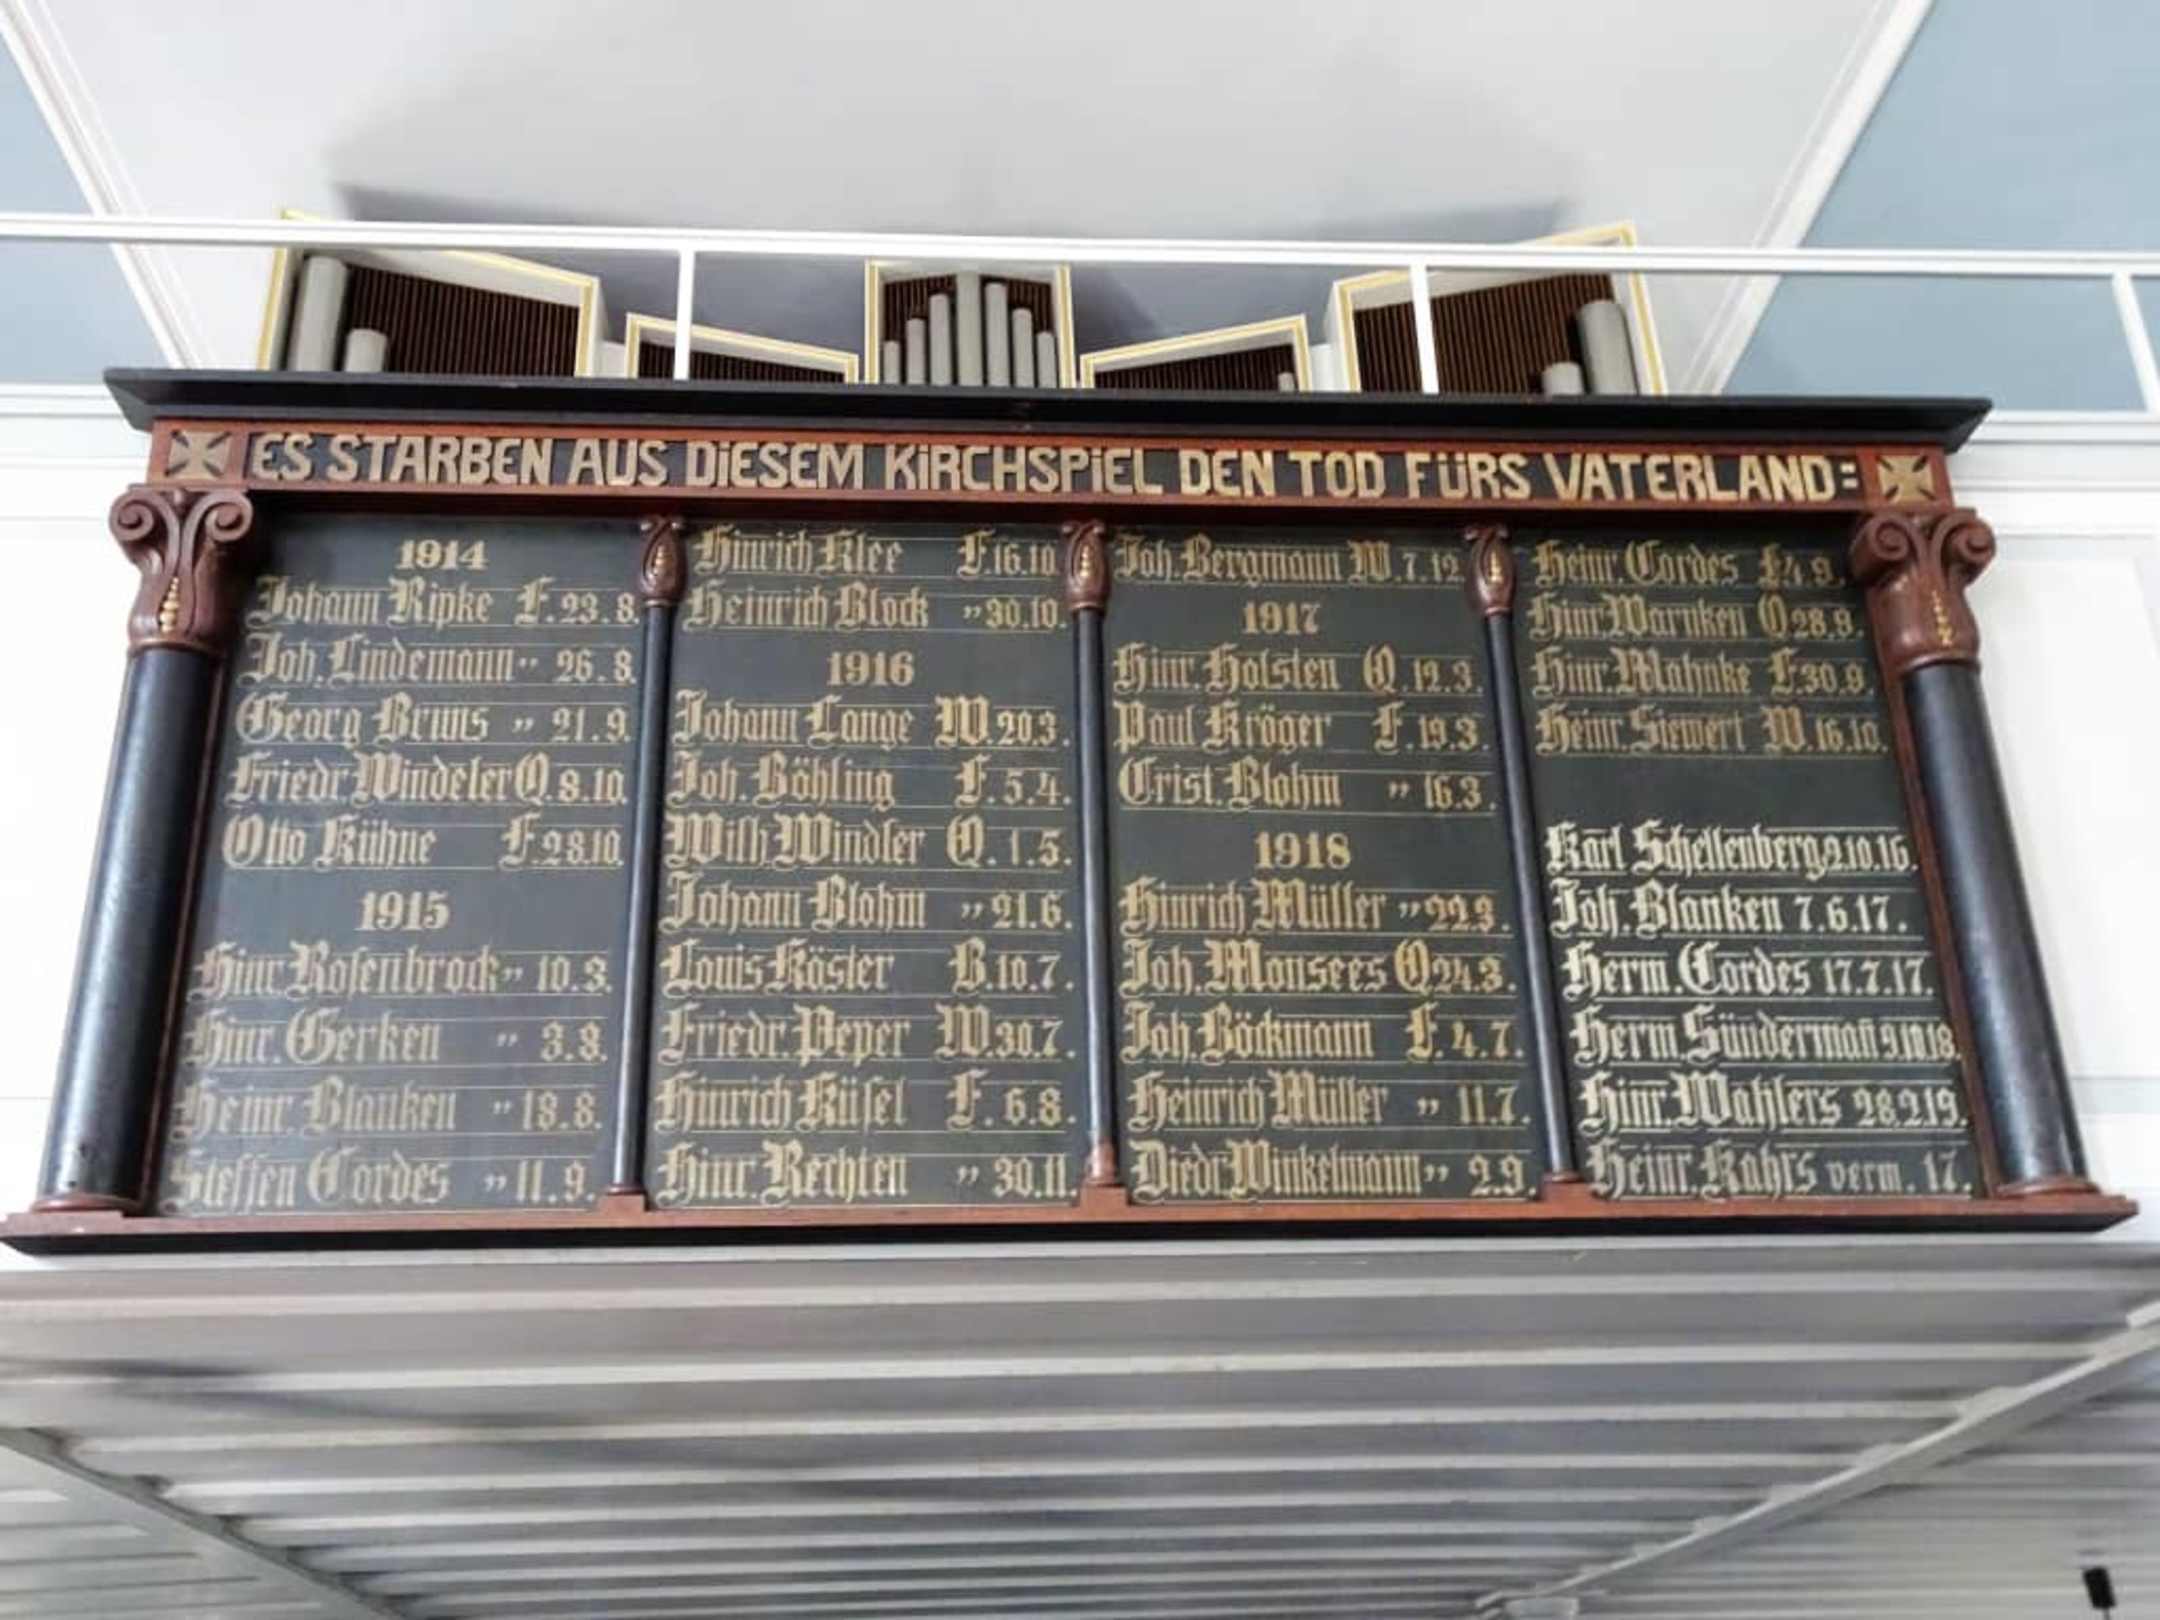 ES STARBEN AUS DiESEM KiRCHSPiEL DEN TOD FÜRS VATERLAND:
1914
Johann Ripke F. 23. 8.
Joh. Lindemann " 26. 8.
Georg Bruns " 21. 9.
Friedr. Windeler Q. 8. 10.
Otto Kühne F. 28. 10.
1915
Hinr. Rosenbrock " 10. 3.
Hinr. Gerken " 3. 8.
Heinr. Blanken " 18. 8.
Steffen Cordes " 11. 9.
Hinrich Klee F. 16. 10.
Heinrich Block " 30. 10.
1916
Johann Lange W. 20. 3.
Joh. Böhling F. 5. 4.
Wilh. Windler Q. 1. 5.
Johann Blohm " 21. 6.
Louis Köster B. 10. 7.
Friedr. Peper W. 30. 7.
Hinrich Küsel F. 6. 8.
Hinr. Rechten " 30. 11.
Joh. Bergmann W. 7. 12.
1917
Hinr. Holsten Q. 12. 3.
Paul Kröger F. 19. 3.
Crist. Blohm " 16. 3.
1918
Hinrich Müller " 22. 3.
Joh. Monsees Q. 24. 3.
Joh. Böckmann F. 4. 7.
Heinrich Müller " 11. 7.
Diedr. Winkelmann " 2. 9.
Heinr. Cordes F. 4. 9.
Hinr. Warnken Q 28. 9.
Hinr. Mahnke F. 30. 9.
Heinr. Siewert W. 16. 10.
Karl Schellenberg 2. 10. 16.
Joh. Blanken 7. 6. 17.
Herm. Cordes 17. 7. 17.
Herm. Sündermañ 9. 10. 18.
Hinr. Wahlers 28. 2. 19.
Heinr. Kahrs verm. 17.